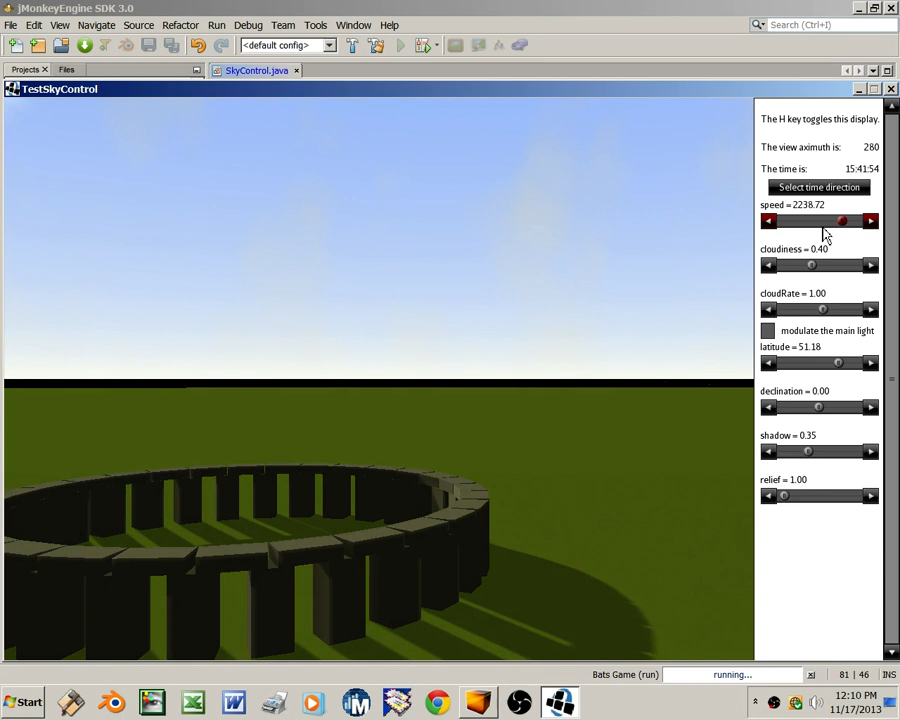 jMonkeyEngine SDK 3.0
File Edit View Navigate Source Refactor Run Debug Team Tools Window Help
<default config>
Search (Ctrl+I)
Projects Files SkyControl.java
TestSkyControl
The H key toggles this display.
The view azimuth is: 280
The time is: 15:41:54
Select time direction
speed = 2238.72
cloudiness = 0.40
cloudRate = 1.00
modulate the main light
latitude = 51.18
declination = 0.00
shadow = 0.35
relief = 1.00
Bats Game (run) running... 81 | 46 INS
Start
12:10 PM
11/17/2013